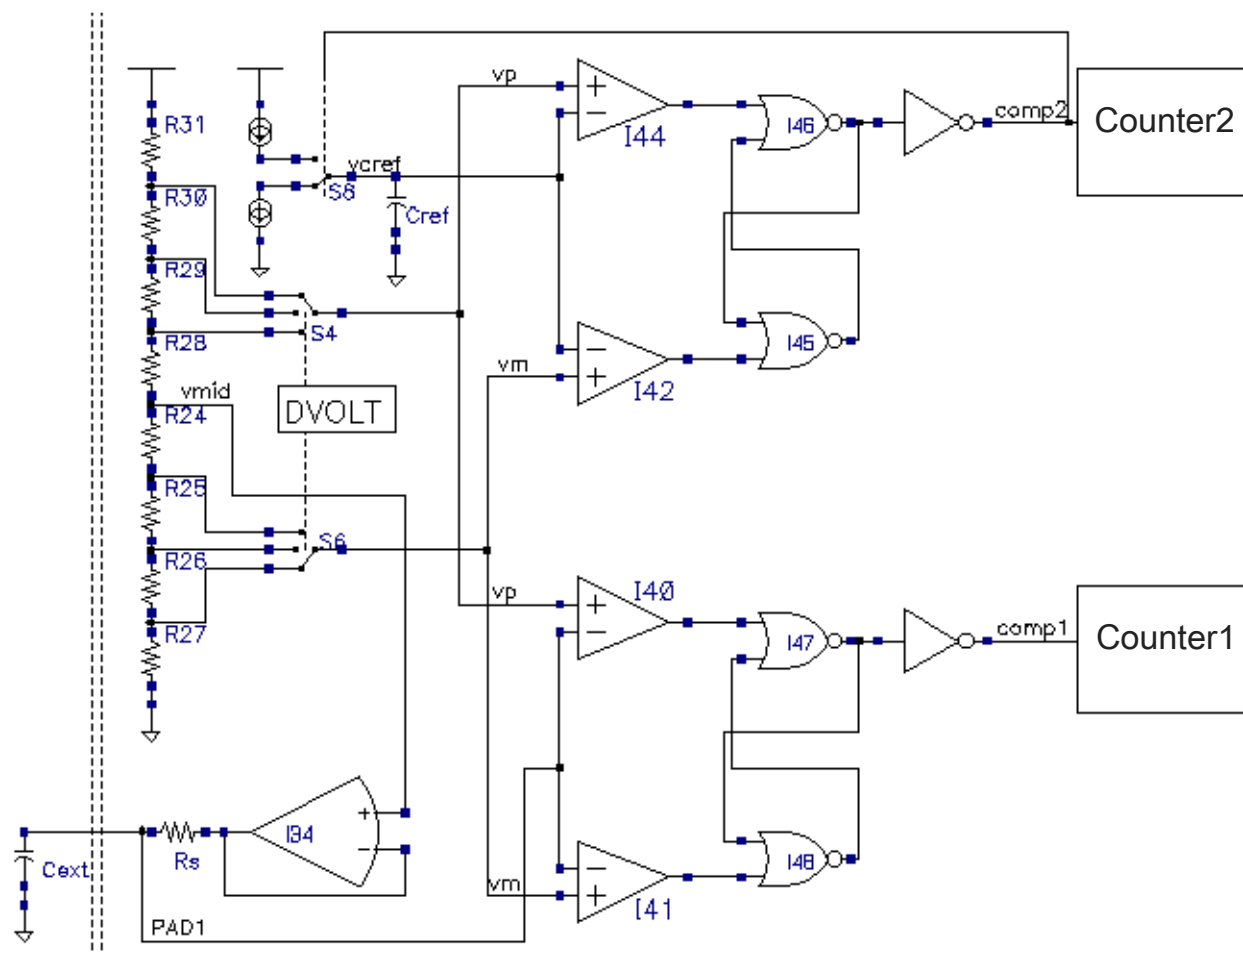 vp
R31
I44
I46
comp2
Counter2
vcref
S8
R30
Cref
R29
S4
R28
vm
I42
I45
vmid
DVOLT
R24
R25
S6
R26
vp
I40
R27
I47
comp1
Counter1
I34
Rs
Cext
vm
I41
I48
PAD1